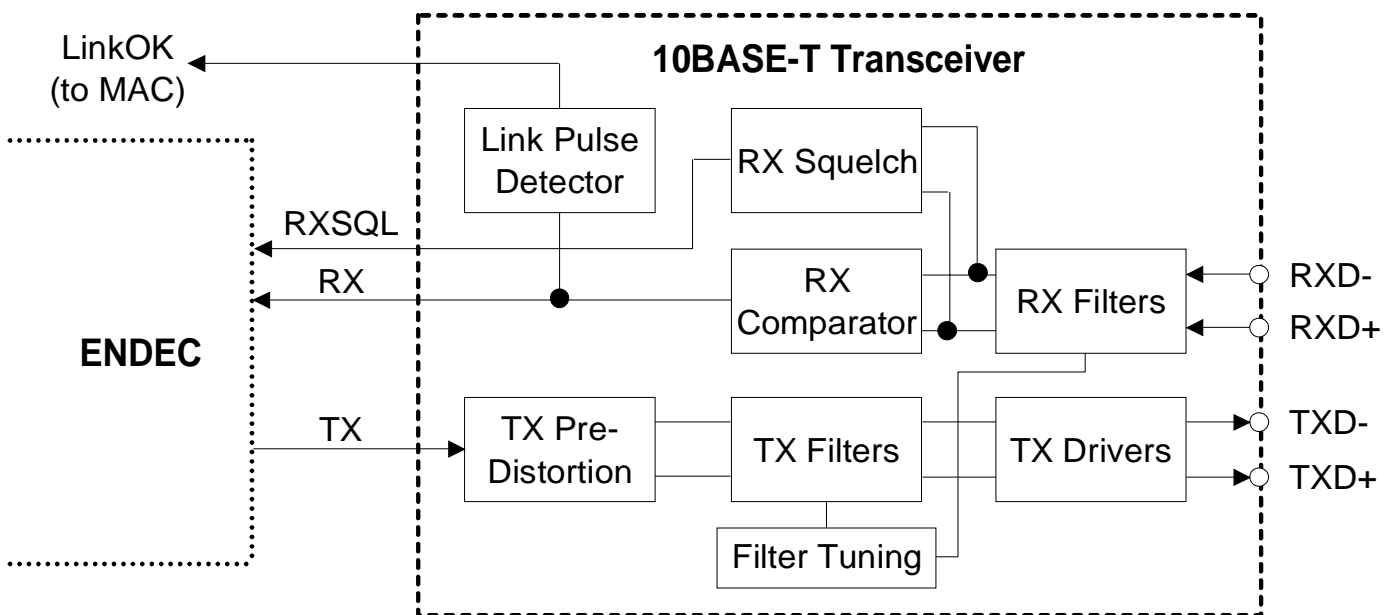 LinkOK
(to MAC)
10BASE-T Transceiver
Link Pulse
Detector
RX Squelch
RXSQL
RX
RX
Comparator
RX Filters
RXD-
RXD+
ENDEC
TX
TX Pre-
Distortion
TX Filters
TX Drivers
TXD-
TXD+
Filter Tuning